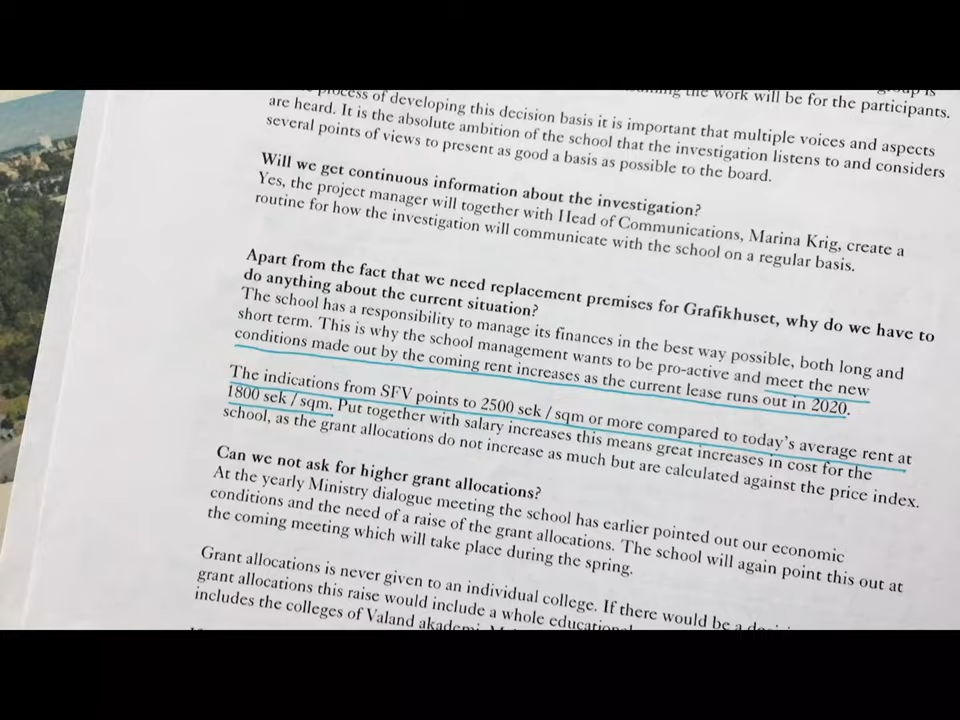 process of developing this decision basis it is important that multiple voices and aspects
the work will be for the participants.
are heard. It is the absolute ambition of the school that the investigation listens to and considers
several points of views to present as good a basis as possible to the board.
Will we get continuous information about the investigation?
Yes, the project manager will together with Head of Communications, Marina Krig, create a
routine for how the investigation will communicate with the school on a regular basis.
Apart from the fact that we need replacement premises for Grafikhuset, why do we have to
do anything about the current situation?
The school has a responsibility to manage its finances in the best way possible, both long and
short term. This is why the school management wants to be pro-active and meet the new
conditions made out by the coming rent increases as the current lease runs out in 2020.
The indications from SFV points to 2500 sek / sqm or more compared to today's average rent at
1800 sek / sqm. Put together with salary increases this means great increases in cost for the
school, as the grant allocations do not increase as much but are calculated against the price index.
Can we not ask for higher grant allocations?
At the yearly Ministry dialogue meeting the school has earlier pointed out our economic
conditions and the need of a raise of the grant allocations. The school will again point this out at
the coming meeting which will take place during the spring.
Grant allocations is never given to an individual college. If there would be a
grant allocations this raise would include a whole
includes the colleges of Valand